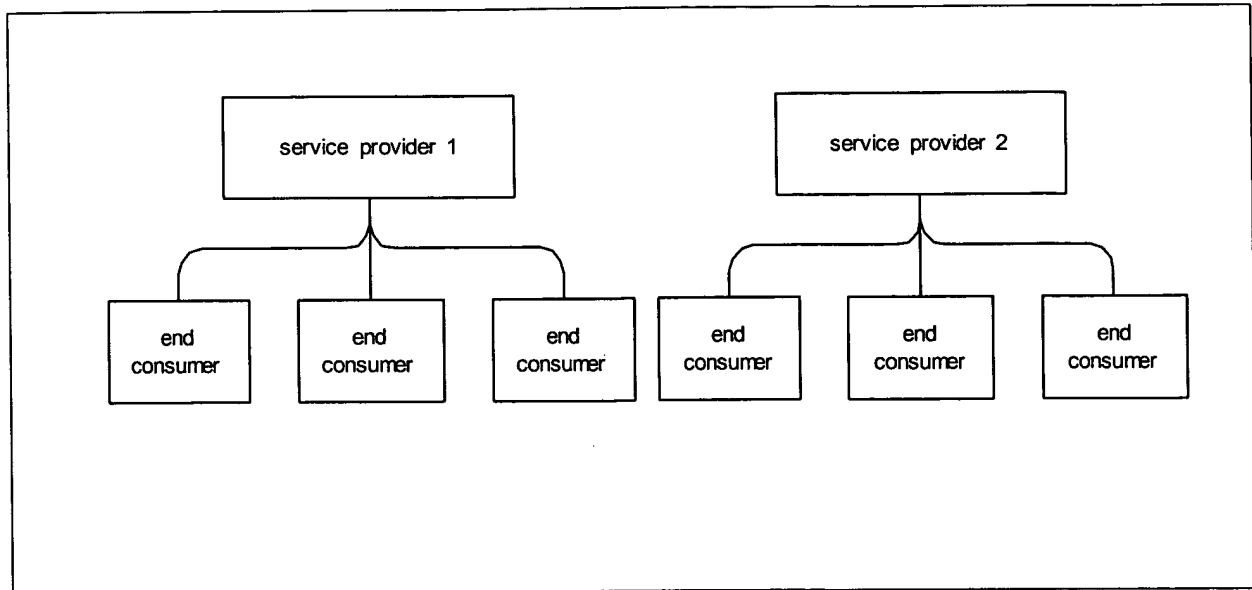 service provider 1
service provider 2
end
consumer
end
consumer
end
consumer
end
consumer
end
consumer
end
consumer